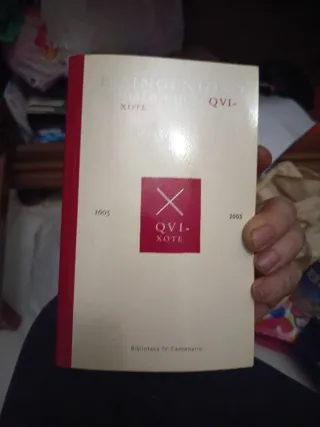 QVI-
XOTE
1605 2005
QVI-
XOTE
Biblioteca IV Centenario